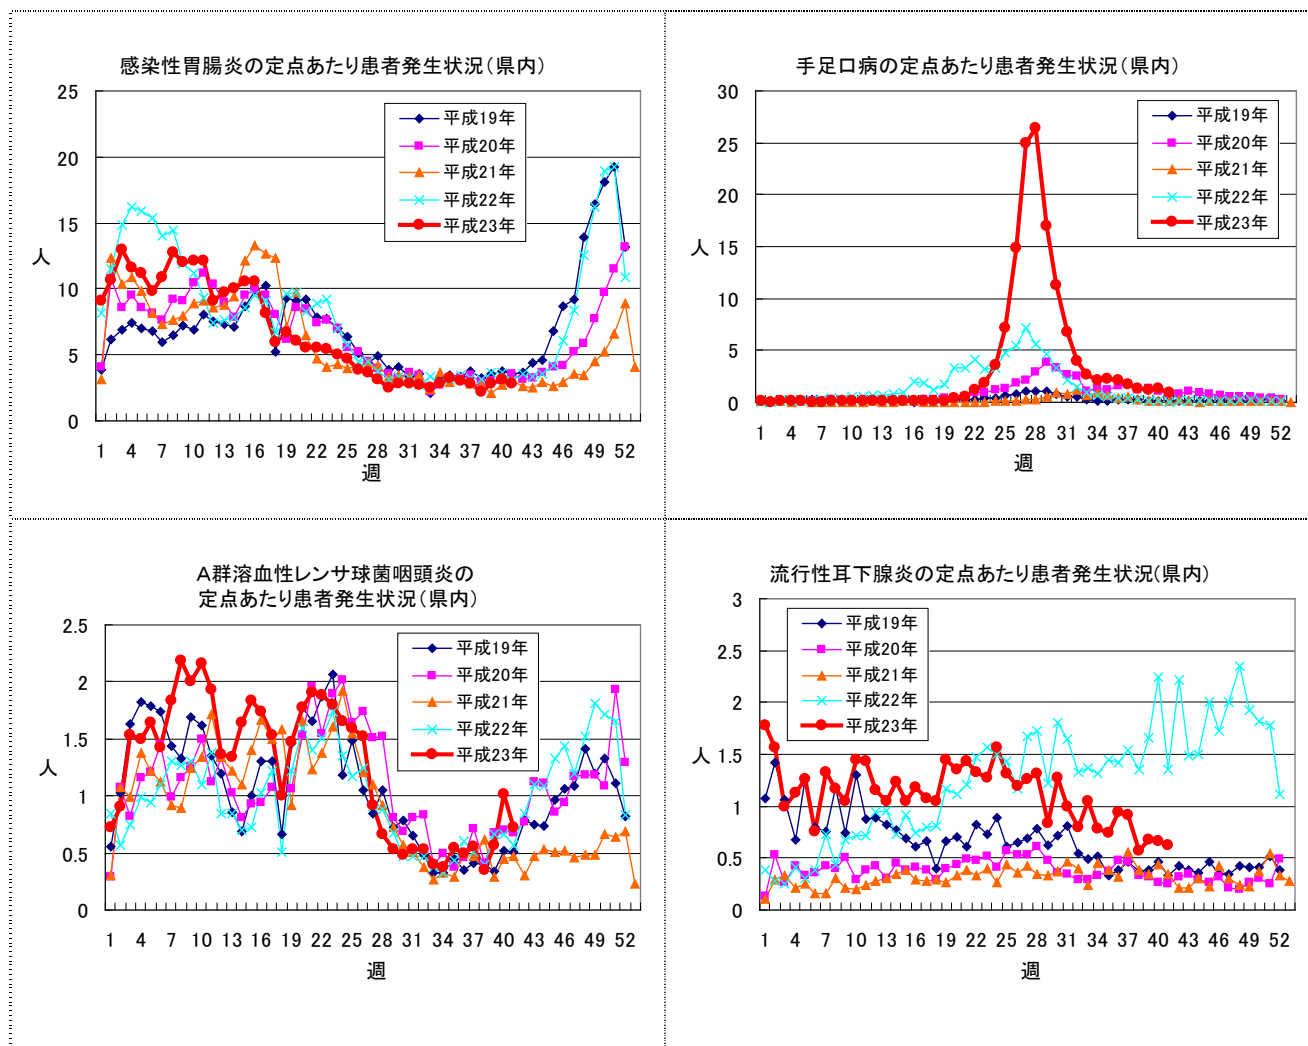 感染性胃腸炎の定点あたり患者発生状況(県内)
25
20
15
10
5
0
人
平成19年
平成20年
平成21年
平成22年
平成23年
1 4 7 10 13 16 19 22 25 28 31 34 37 40 43 46 49 52
週
手足口病の定点あたり患者発生状況(県内)
30
25
20
15
10
5
0
人
平成19年
平成20年
平成21年
平成22年
平成23年
1 4 7 10 13 16 19 22 25 28 31 34 37 40 43 46 49 52
週
A群溶血性レンサ球菌咽頭炎の
定点あたり患者発生状況(県内)
2.5
2
1.5
1
0.5
0
人
平成19年
平成20年
平成21年
平成22年
平成23年
1 4 7 10 13 16 19 22 25 28 31 34 37 40 43 46 49 52
週
流行性耳下腺炎の定点あたり患者発生状況(県内)
3
2.5
2
1.5
1
0.5
0
人
平成19年
平成20年
平成21年
平成22年
平成23年
1 4 7 10 13 16 19 22 25 28 31 34 37 40 43 46 49 52
週